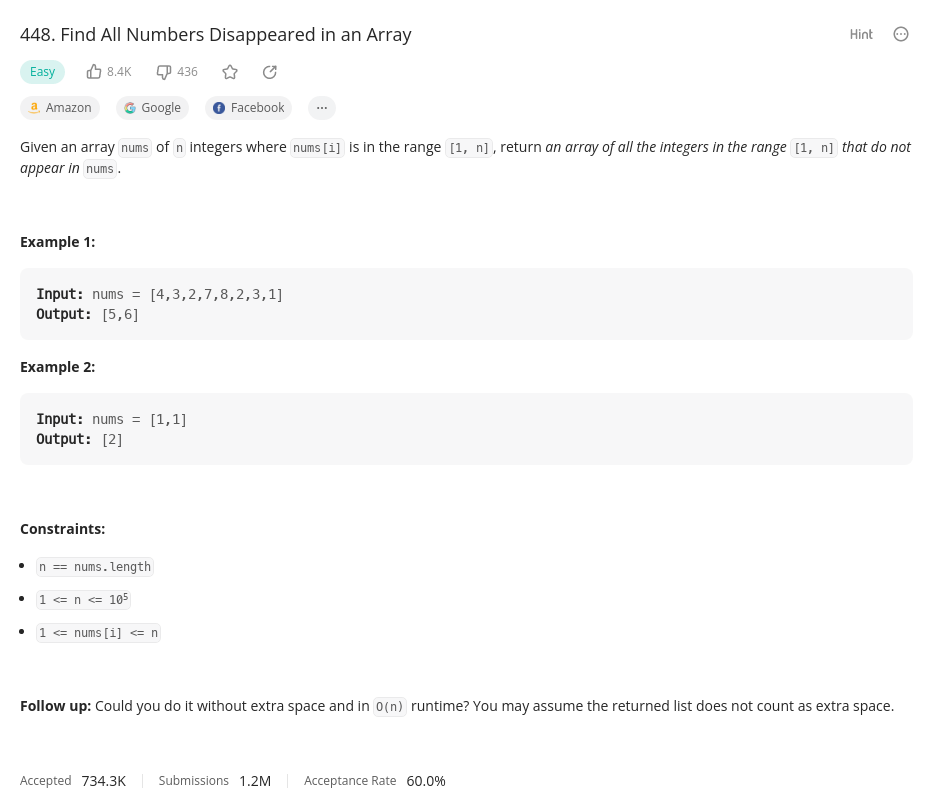 448. Find All Numbers Disappeared in an Array Hint
Easy 8.4K 436
Amazon Google Facebook ...
Given an array nums of n integers where nums[i] is in the range [1, n], return an array of all the integers in the range [1, n] that do not
appear in nums.
Example 1:
Input: nums = [4,3,2,7,8,2,3,1]
Output: [5,6]
Example 2:
Input: nums = [1,1]
Output: [2]
Constraints:
• n == nums.length
• 1 <= n <= 10⁵
• 1 <= nums[i] <= n
Follow up: Could you do it without extra space and in O(n) runtime? You may assume the returned list does not count as extra space.
Accepted 734.3K Submissions 1.2M Acceptance Rate 60.0%